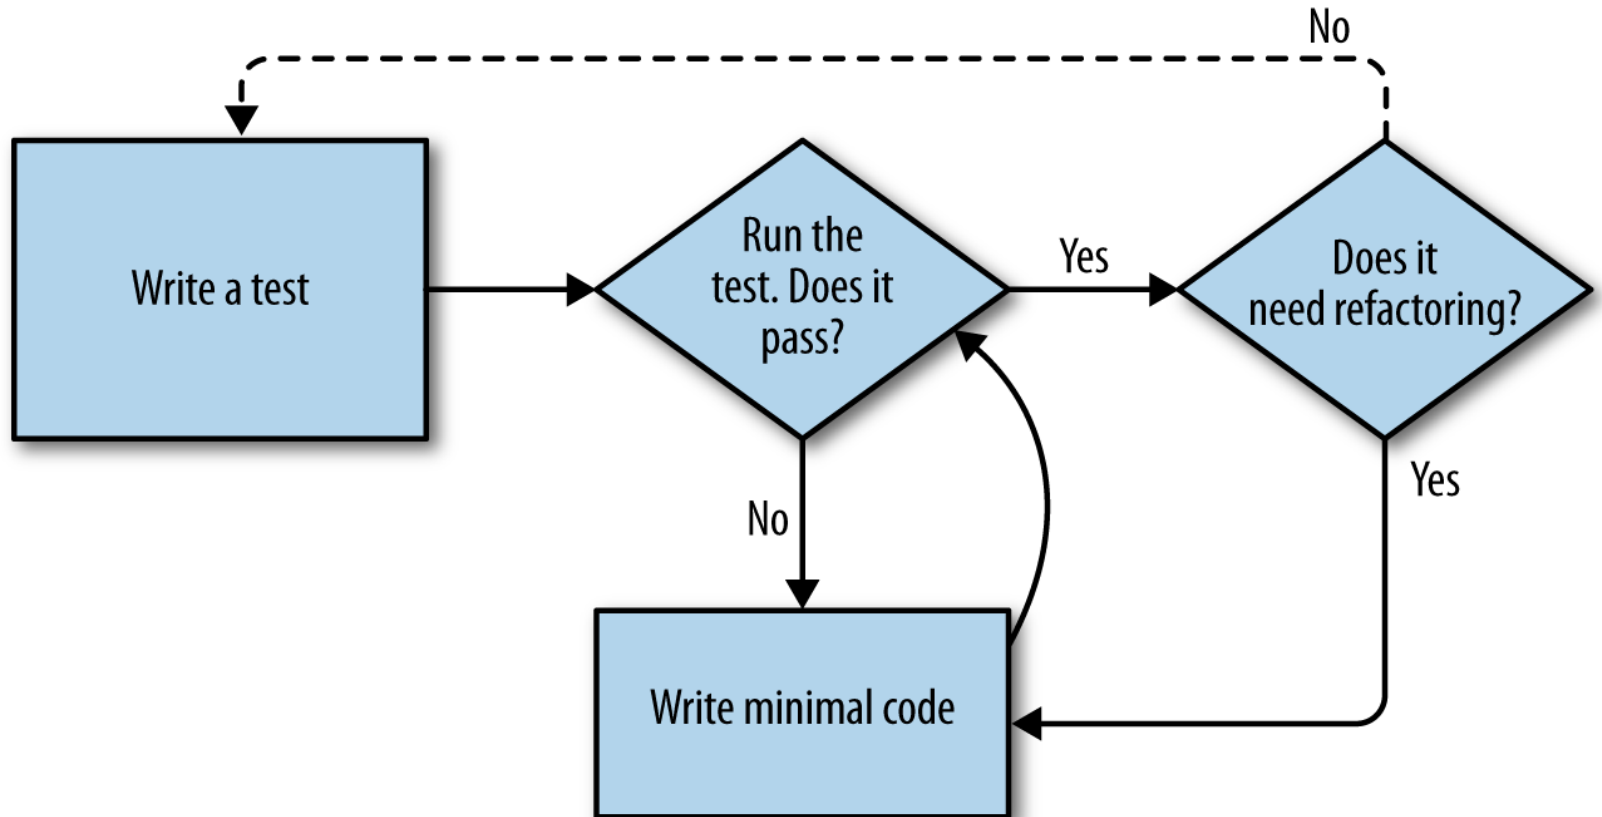 No
Write a test
Run the
test. Does it
pass?
Yes
Does it
need refactoring?
No
Yes
Write minimal code